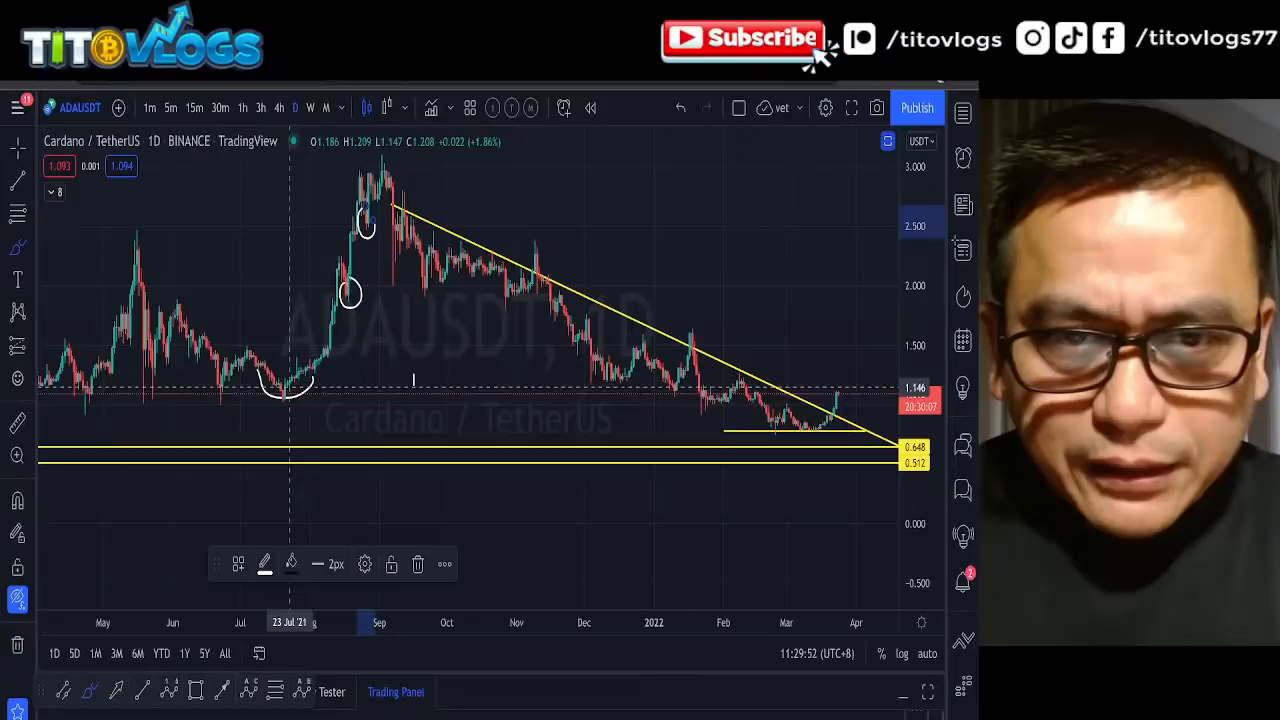 TITOVLOGS
Subscribe
/titovlogs
/titovlogs77
11
ADAUSDT
1m 5m 15m 30m 1h 3h 4h D W M
vet
Publish
Cardano / TetherUS · 1D · BINANCE · TradingView
O1.186 H1.209 L1.147 C1.208 +0.022 (+1.86%)
USDT
1.093 0.001 1.094
8
3.000
2.500
2.000
1.500
1.146
20:30:07
0.648
0.512
0.000
−0.500
ADAUSDT, 1D
Cardano / TetherUS
2px
May Jun Jul 23 Jul '21 Sep Oct Nov Dec 2022 Feb Mar Apr
1D 5D 1M 3M 6M YTD 1Y 5Y All
11:29:52 (UTC+8) % log auto
Tester Trading Panel
2